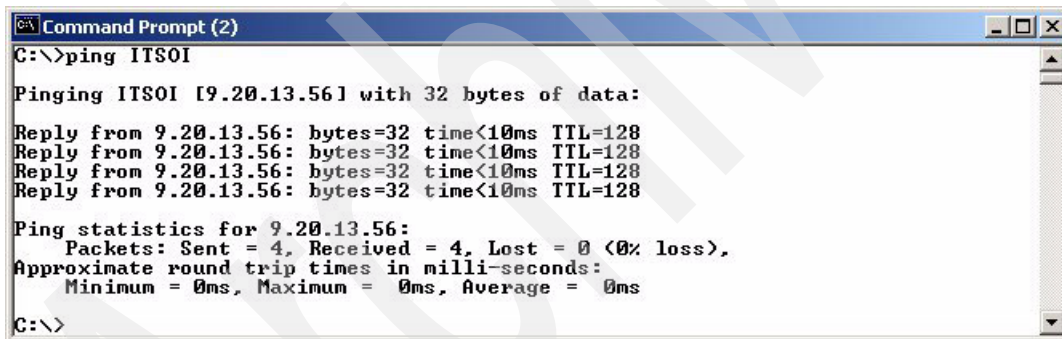 Command Prompt (2)
C:\>ping ITSOI
Pinging ITSOI [9.20.13.56] with 32 bytes of data:
Reply from 9.20.13.56: bytes=32 time<10ms TTL=128
Reply from 9.20.13.56: bytes=32 time<10ms TTL=128
Reply from 9.20.13.56: bytes=32 time<10ms TTL=128
Reply from 9.20.13.56: bytes=32 time<10ms TTL=128
Ping statistics for 9.20.13.56:
Packets: Sent = 4, Received = 4, Lost = 0 (0% loss),
Approximate round trip times in milli-seconds:
Minimum = 0ms, Maximum =  0ms, Average =  0ms
C:\>